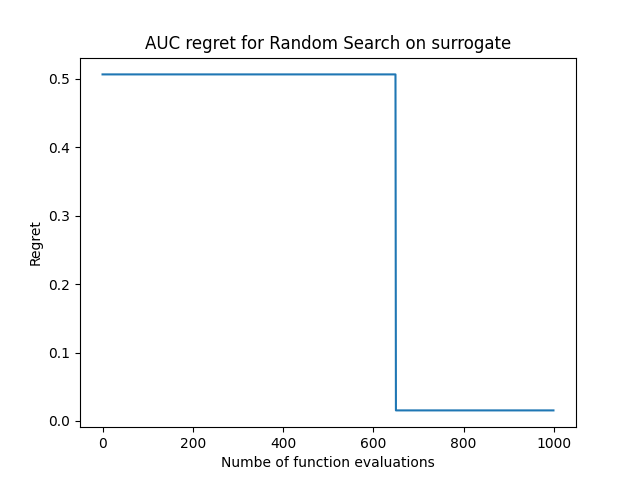 AUC regret for Random Search on surrogate
0.5
0.4
0.3
0.2
0.1
0.0
Regret
0 200 400 600 800 1000
Numbe of function evaluations